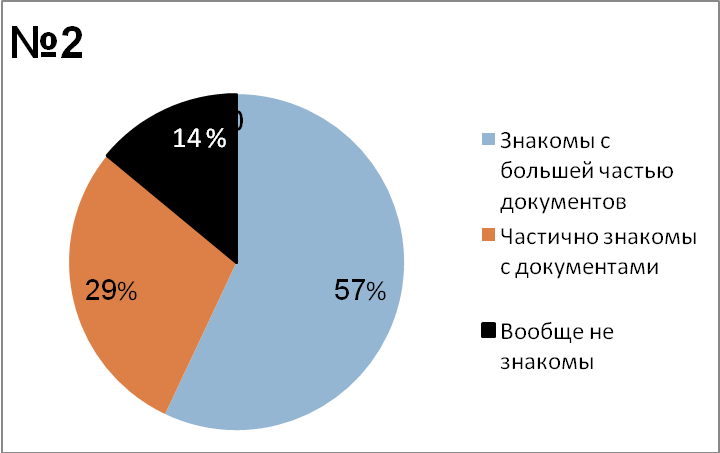 №2
14%
29%
57%
Знакомы с
большей частью
документов
Частично знакомы
с документами
Вообще не
знакомы